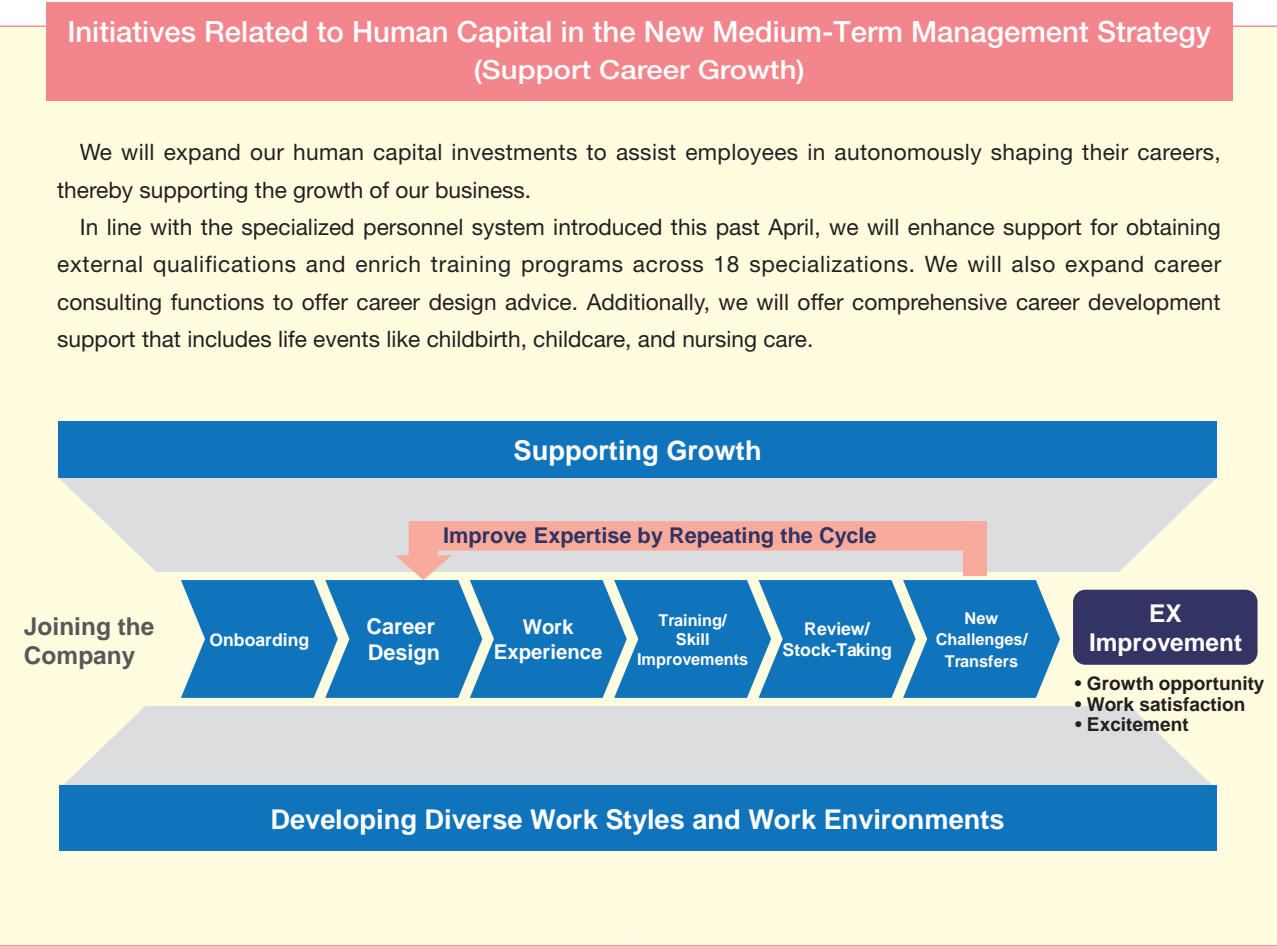 Initiatives Related to Human Capital in the New Medium-Term Management Strategy
(Support Career Growth)
We will expand our human capital investments to assist employees in autonomously shaping their careers,
thereby supporting the growth of our business.
In line with the specialized personnel system introduced this past April, we will enhance support for obtaining
external qualifications and enrich training programs across 18 specializations. We will also expand career
consulting functions to offer career design advice. Additionally, we will offer comprehensive career development
support that includes life events like childbirth, childcare, and nursing care.
Supporting Growth
Improve Expertise by Repeating the Cycle
Joining the
Company
Onboarding
Career
Design
Work
Experience
Training/
Skill
Improvements
Review/
Stock-Taking
New
Challenges/
Transfers
EX
Improvement
• Growth opportunity
• Work satisfaction
• Excitement
Developing Diverse Work Styles and Work Environments